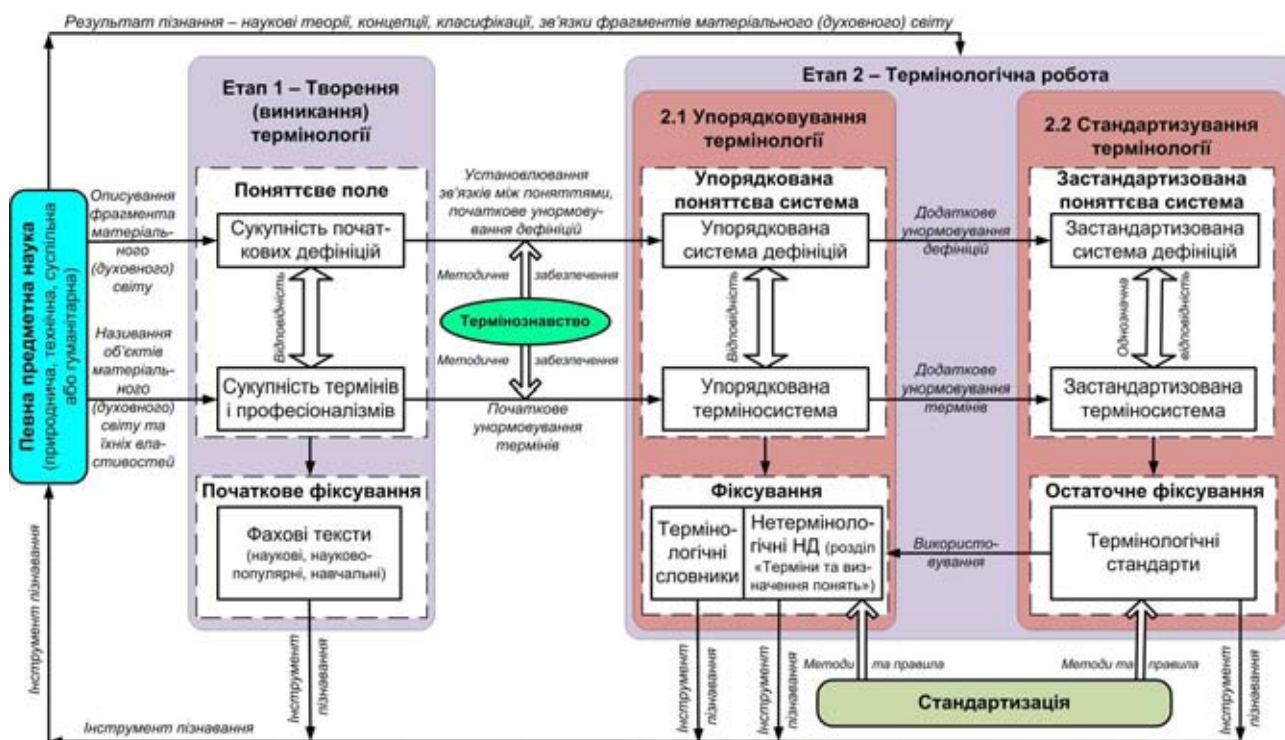 Результат пізнання – наукові теорії, концепції, класифікації, зв’язки фрагментів матеріального (духовного) світу
Етап 1 – Творення
(виникання)
термінології
Етап 2 – Термінологічна робота
2.1 Упорядковування
термінології
2.2 Стандартизування
термінології
Певна предметна наука
(природнича, технічна, суспільна
або гуманітарна)
Описування
фрагмента
матеріаль-
ного
(духовного)
світу
Називання
об’єктів
матеріаль-
ного
(духовного)
світу та
їхніх вла-
стивостей
Поняттєве поле
Сукупність почат-
кових дефініцій
Відповідність
Сукупність термінів
і професіоналізмів
Установлювання
зв’язків між поняттями,
початкове унормову-
вання дефініцій
Методичне забезпечення
Термінознавство
Методичне забезпечення
Початкове
унормовування
термінів
Упорядкована
поняттєва система
Упорядкована
система дефініцій
Відповідність
Упорядкована
терміносистема
Додаткове
унормовування
дефініцій
Додаткове
унормовування
термінів
Застандартизована
поняттєва система
Застандартизована
система дефініцій
Однозначна
відповідність
Застандартизована
терміносистема
Початкове фіксування
Фахові тексти
(наукові, науково-
популярні, навчальні)
Фіксування
Терміно-
логічні
словники
Нетерміноло-
гічні НД (розділ
«Терміни та виз-
начення понять»)
Використо-
вування
Остаточне фіксування
Термінологічні
стандарти
Інструмент пізнавання
Інструмент
пізнавання
Інструмент
пізнавання
Інструмент
пізнавання
Методи та правила
Методи та правила
Інструмент
пізнавання
Стандартизація
Інструмент пізнавання